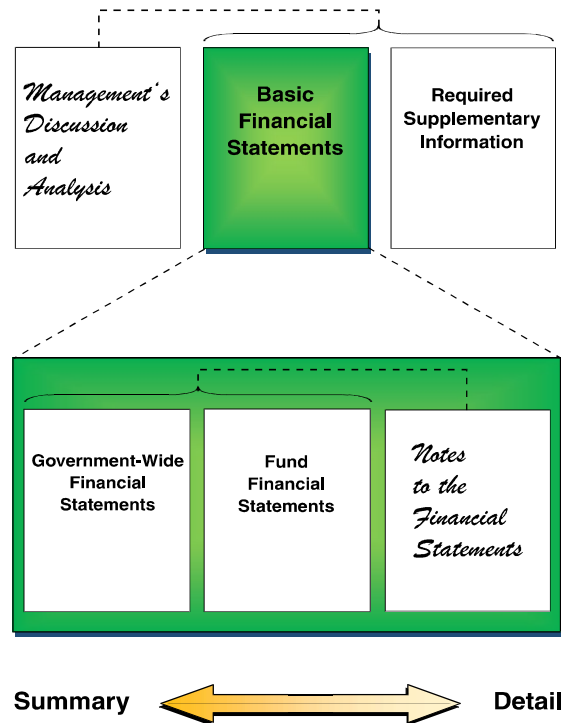 Management's
Discussion
and
Analysis
Basic
Financial
Statements
Required
Supplementary
Information
Government-Wide
Financial
Statements
Fund
Financial
Statements
Notes
to the
Financial
Statements
Summary
Detail